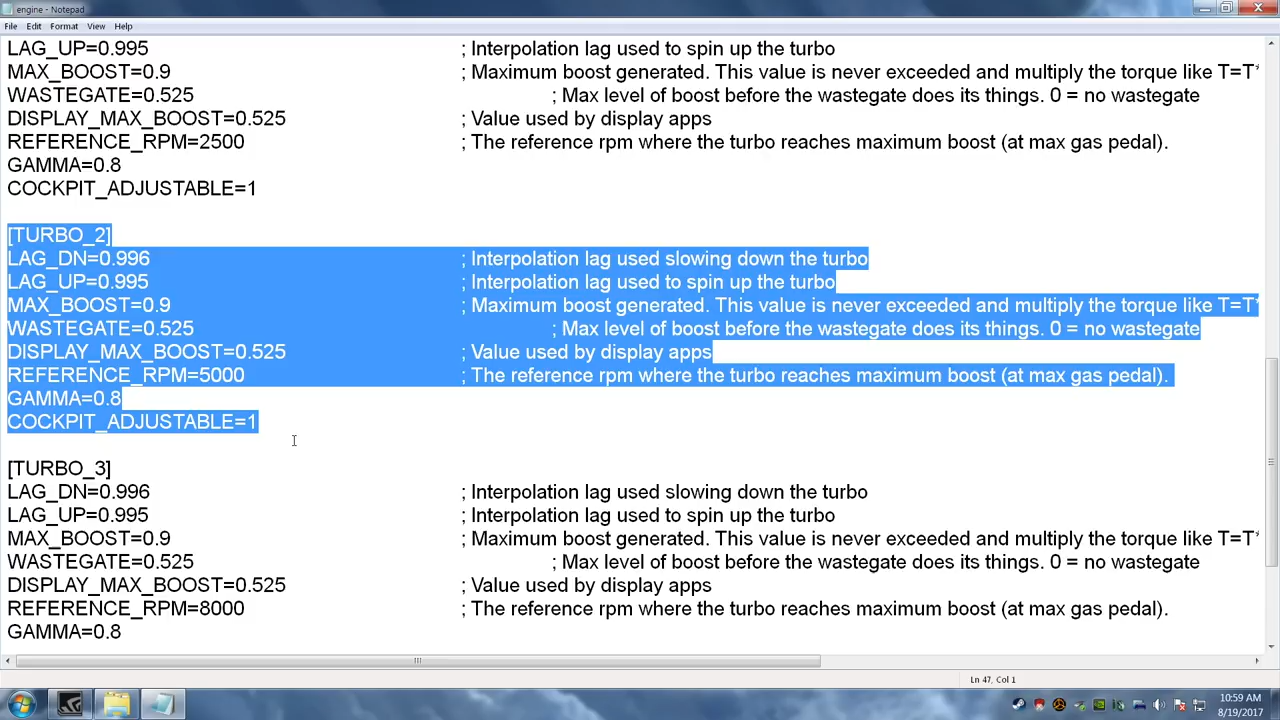 engine - Notepad
File Edit Format View Help
LAG_UP=0.995 ; Interpolation lag used to spin up the turbo
MAX_BOOST=0.9 ; Maximum boost generated. This value is never exceeded and multiply the torque like T=T*
WASTEGATE=0.525 ; Max level of boost before the wastegate does its things. 0 = no wastegate
DISPLAY_MAX_BOOST=0.525 ; Value used by display apps
REFERENCE_RPM=2500 ; The reference rpm where the turbo reaches maximum boost (at max gas pedal).
GAMMA=0.8
COCKPIT_ADJUSTABLE=1
[TURBO_2]
LAG_DN=0.996 ; Interpolation lag used slowing down the turbo
LAG_UP=0.995 ; Interpolation lag used to spin up the turbo
MAX_BOOST=0.9 ; Maximum boost generated. This value is never exceeded and multiply the torque like T=T*
WASTEGATE=0.525 ; Max level of boost before the wastegate does its things. 0 = no wastegate
DISPLAY_MAX_BOOST=0.525 ; Value used by display apps
REFERENCE_RPM=5000 ; The reference rpm where the turbo reaches maximum boost (at max gas pedal).
GAMMA=0.8
COCKPIT_ADJUSTABLE=1
[TURBO_3]
LAG_DN=0.996 ; Interpolation lag used slowing down the turbo
LAG_UP=0.995 ; Interpolation lag used to spin up the turbo
MAX_BOOST=0.9 ; Maximum boost generated. This value is never exceeded and multiply the torque like T=T*
WASTEGATE=0.525 ; Max level of boost before the wastegate does its things. 0 = no wastegate
DISPLAY_MAX_BOOST=0.525 ; Value used by display apps
REFERENCE_RPM=8000 ; The reference rpm where the turbo reaches maximum boost (at max gas pedal).
GAMMA=0.8
Ln 47, Col 1
10:59 AM
8/19/2017